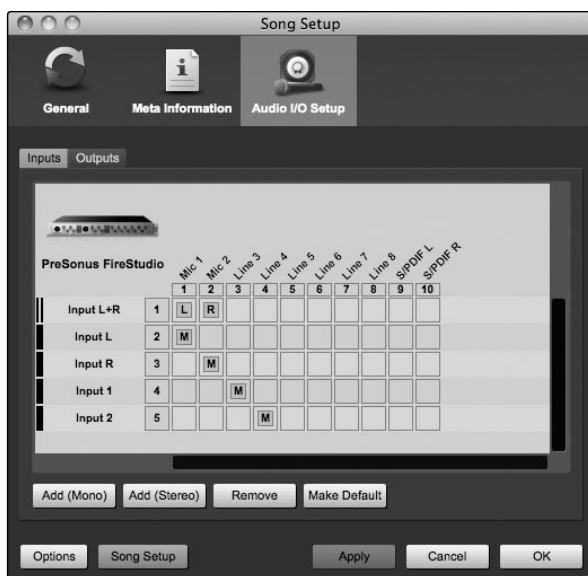 Song Setup
General Meta Information Audio I/O Setup
Inputs Outputs
PreSonus FireStudio
Mic 1 Mic 2 Line 3 Line 4 Line 5 Line 6 Line 7 Line 8 S/PDIF L S/PDIF R
1 2 3 4 5 6 7 8 9 10
Input L+R 1 L R
Input L 2 M
Input R 3 M
Input 1 4 M
Input 2 5 M
Add (Mono) Add (Stereo) Remove Make Default
Options Song Setup Apply Cancel OK